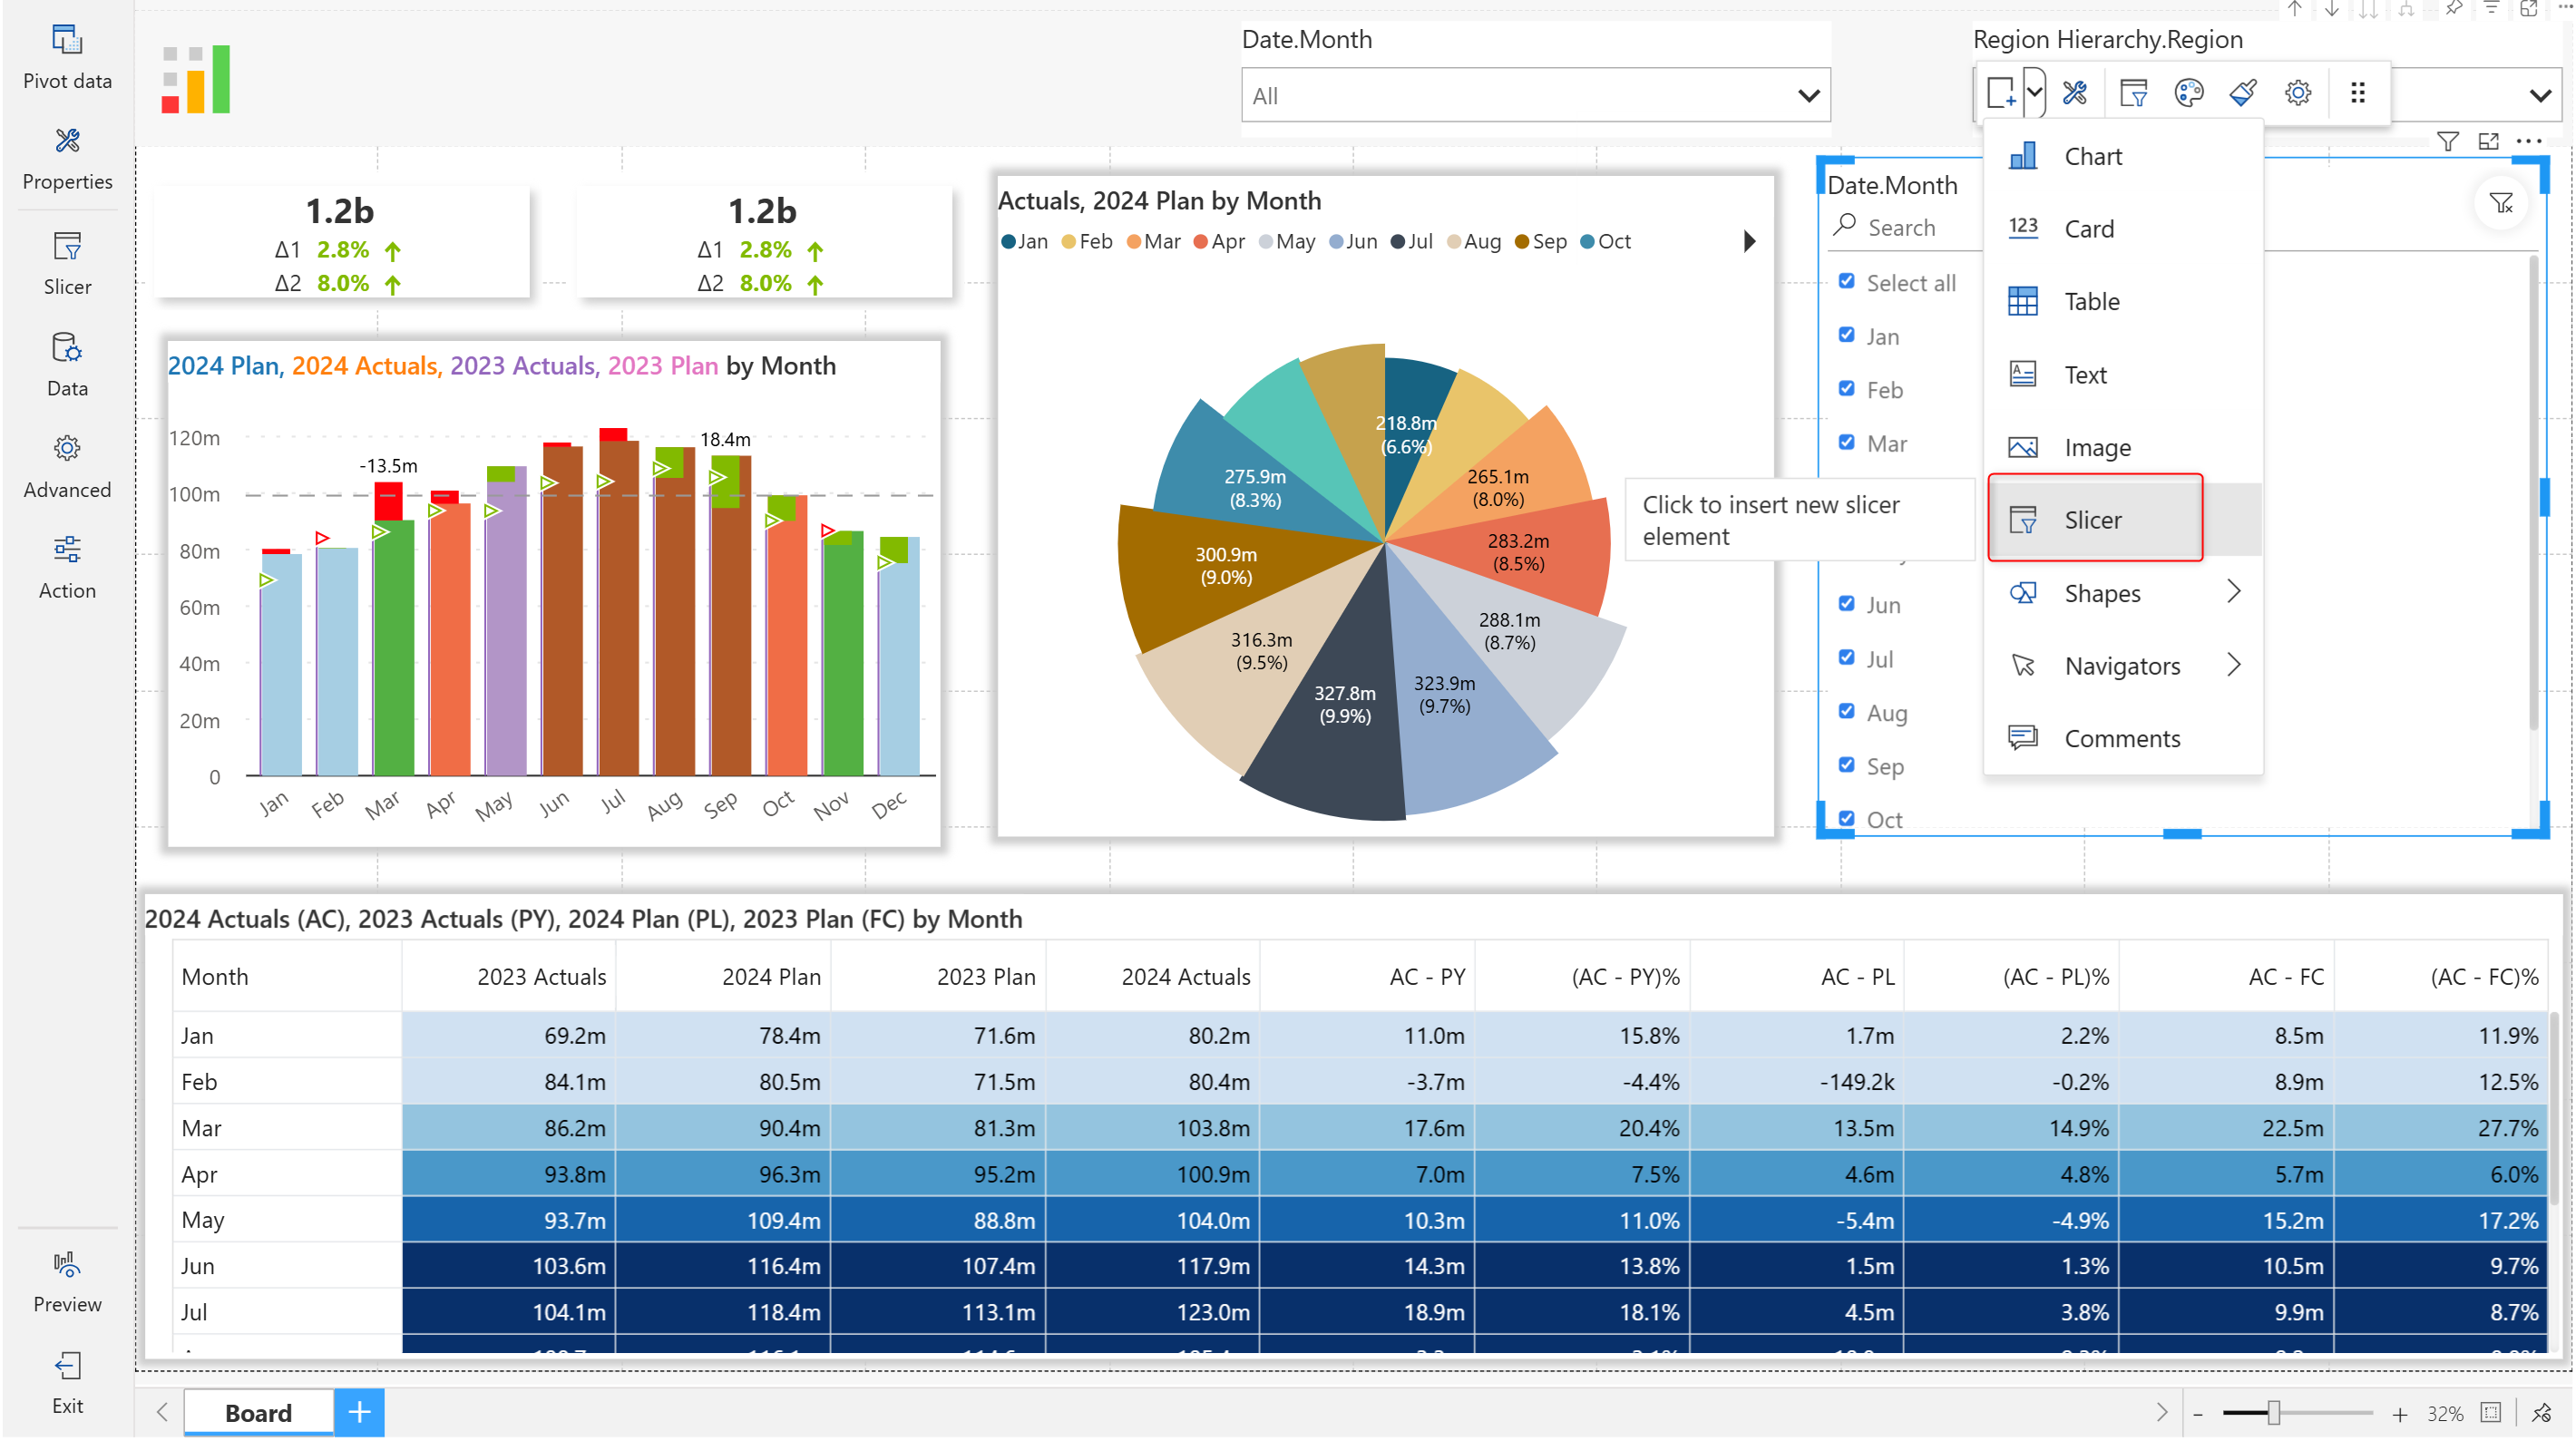 Pivot data
Properties
Slicer
Data
Advanced
Action
Preview
Exit
Date.Month
All
Region Hierarchy.Region
1.2b
Δ1 2.8%
Δ2 8.0%
1.2b
Δ1 2.8%
Δ2 8.0%
2024 Plan, 2024 Actuals, 2023 Actuals, 2023 Plan by Month
120m
100m
80m
60m
40m
20m
0
-13.5m
18.4m
Jan Feb Mar Apr May Jun Jul Aug Sep Oct Nov Dec
Actuals, 2024 Plan by Month
Jan Feb Mar Apr May Jun Jul Aug Sep Oct
218.8m
(6.6%)
265.1m
(8.0%)
283.2m
(8.5%)
288.1m
(8.7%)
323.9m
(9.7%)
327.8m
(9.9%)
316.3m
(9.5%)
300.9m
(9.0%)
275.9m
(8.3%)
Date.Month
Search
Select all
Jan
Feb
Mar
Jun
Jul
Aug
Sep
Oct
Chart
123 Card
Table
Text
Image
Slicer
Shapes
Navigators
Comments
Click to insert new slicer
element
2024 Actuals (AC), 2023 Actuals (PY), 2024 Plan (PL), 2023 Plan (FC) by Month
Month 2023 Actuals 2024 Plan 2023 Plan 2024 Actuals AC - PY (AC - PY)% AC - PL (AC - PL)% AC - FC (AC - FC)%
Jan 69.2m 78.4m 71.6m 80.2m 11.0m 15.8% 1.7m 2.2% 8.5m 11.9%
Feb 84.1m 80.5m 71.5m 80.4m -3.7m -4.4% -149.2k -0.2% 8.9m 12.5%
Mar 86.2m 90.4m 81.3m 103.8m 17.6m 20.4% 13.5m 14.9% 22.5m 27.7%
Apr 93.8m 96.3m 95.2m 100.9m 7.0m 7.5% 4.6m 4.8% 5.7m 6.0%
May 93.7m 109.4m 88.8m 104.0m 10.3m 11.0% -5.4m -4.9% 15.2m 17.2%
Jun 103.6m 116.4m 107.4m 117.9m 14.3m 13.8% 1.5m 1.3% 10.5m 9.7%
Jul 104.1m 118.4m 113.1m 123.0m 18.9m 18.1% 4.5m 3.8% 9.9m 8.7%
Board
32%